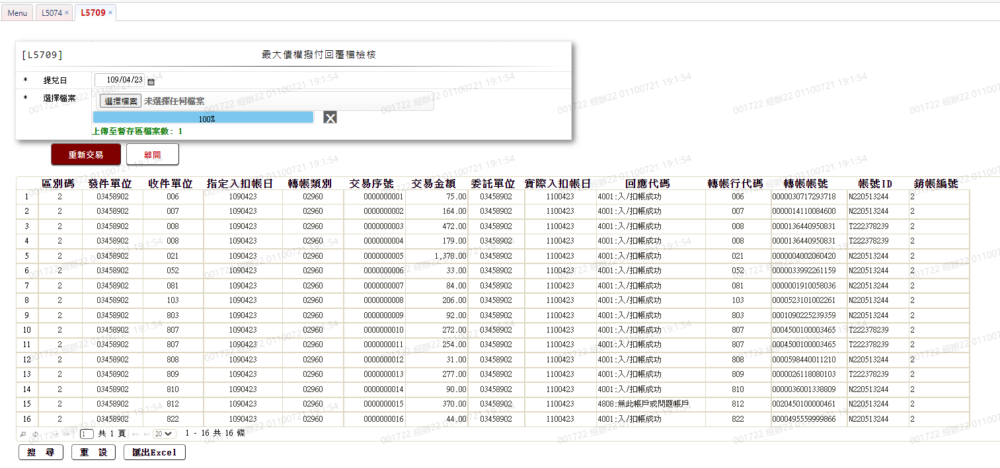 Menu L5074 × L5709 ×
[L5709] 最大債權撥付回覆檔檢核
* 提兌日 109/04/23
* 選擇檔案 選擇檔案 未選擇任何檔案
100%
上傳至暫存區檔案數: 1
重新交易 離開
區別碼 發件單位 收件單位 指定入扣帳日 轉帳類別 交易序號 交易金額 委託單位 實際入扣帳日 回應代碼 轉帳行代碼 轉帳帳號 帳號ID 銷帳編號
1 2 03458902 006 1090423 02960 0000000001 75.00 03458902 1100423 4001:入/扣帳成功 006 0000030717293718 N220513244 2
2 2 03458902 007 1090423 02960 0000000002 164.00 03458902 1100423 4001:入/扣帳成功 007 0000014110084600 N220513244 2
3 2 03458902 008 1090423 02960 0000000003 472.00 03458902 1100423 4001:入/扣帳成功 008 0000136440950831 T222378239 2
4 2 03458902 008 1090423 02960 0000000004 179.00 03458902 1100423 4001:入/扣帳成功 008 0000136440950831 T222378239 2
5 2 03458902 021 1090423 02960 0000000005 1,378.00 03458902 1100423 4001:入/扣帳成功 021 0000004002060420 N220513244 2
6 2 03458902 052 1090423 02960 0000000006 33.00 03458902 1100423 4001:入/扣帳成功 052 0000033992261159 N220513244 2
7 2 03458902 081 1090423 02960 0000000007 84.00 03458902 1100423 4001:入/扣帳成功 081 0000001910058036 N220513244 2
8 2 03458902 103 1090423 02960 0000000008 206.00 03458902 1100423 4001:入/扣帳成功 103 0000523101002261 N220513244 2
9 2 03458902 803 1090423 02960 0000000009 92.00 03458902 1100423 4001:入/扣帳成功 803 0001090225239359 N220513244 2
10 2 03458902 807 1090423 02960 0000000010 272.00 03458902 1100423 4001:入/扣帳成功 807 0004500100003465 T222378239 2
11 2 03458902 807 1090423 02960 0000000011 254.00 03458902 1100423 4001:入/扣帳成功 807 0004500100003465 T222378239 2
12 2 03458902 808 1090423 02960 0000000012 31.00 03458902 1100423 4001:入/扣帳成功 808 0000598440011210 N220513244 2
13 2 03458902 809 1090423 02960 0000000013 277.00 03458902 1100423 4001:入/扣帳成功 809 0000026118080103 T222378239 2
14 2 03458902 810 1090423 02960 0000000014 90.00 03458902 1100423 4001:入/扣帳成功 810 0000036001338809 N220513244 2
15 2 03458902 812 1090423 02960 0000000015 370.00 03458902 1100423 4808:無此帳戶或問題帳戶 812 0020450100000461 N220513244 2
16 2 03458902 822 1090423 02960 0000000016 44.00 03458902 1100423 4001:入/扣帳成功 822 0000495559999866 N220513244 2
1 共 1 頁 20 1 - 16 共 16 條
搜 尋 重 設 匯出Excel
001722 經辦22 01100721 19:1:54